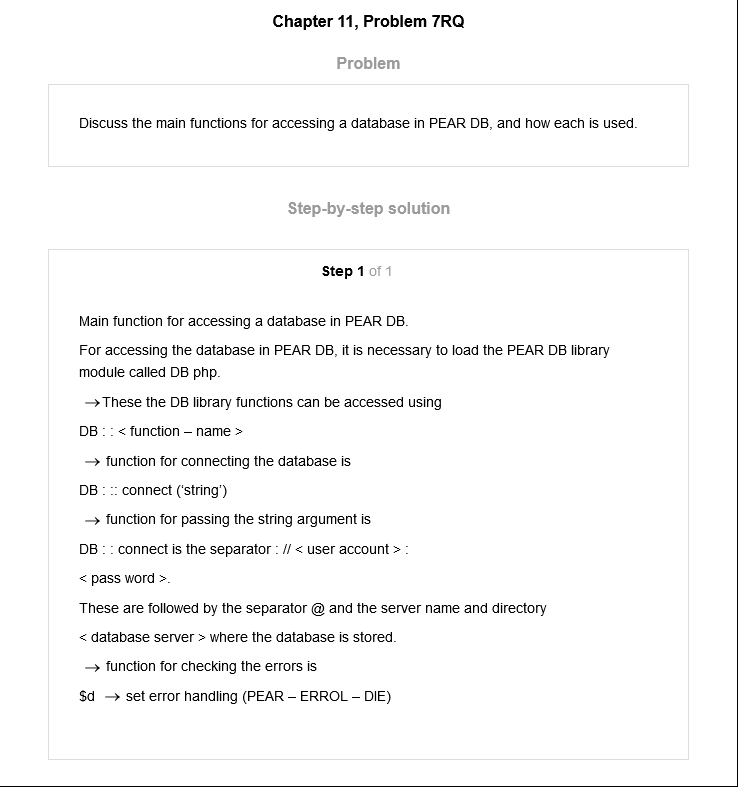 Chapter 11, Problem 7RQ
Problem
Discuss the main functions for accessing a database in PEAR DB, and how each is used.
Step-by-step solution
Step 1 of 1
Main function for accessing a database in PEAR DB.
For accessing the database in PEAR DB, it is necessary to load the PEAR DB library
module called DB php.
→These the DB library functions can be accessed using
DB : : < function – name >
→ function for connecting the database is
DB : :: connect (‘string’)
→ function for passing the string argument is
DB : : connect is the separator : // < user account > :
< pass word >.
These are followed by the separator @ and the server name and directory
< database server > where the database is stored.
→ function for checking the errors is
$d → set error handling (PEAR – ERROL – DIE)